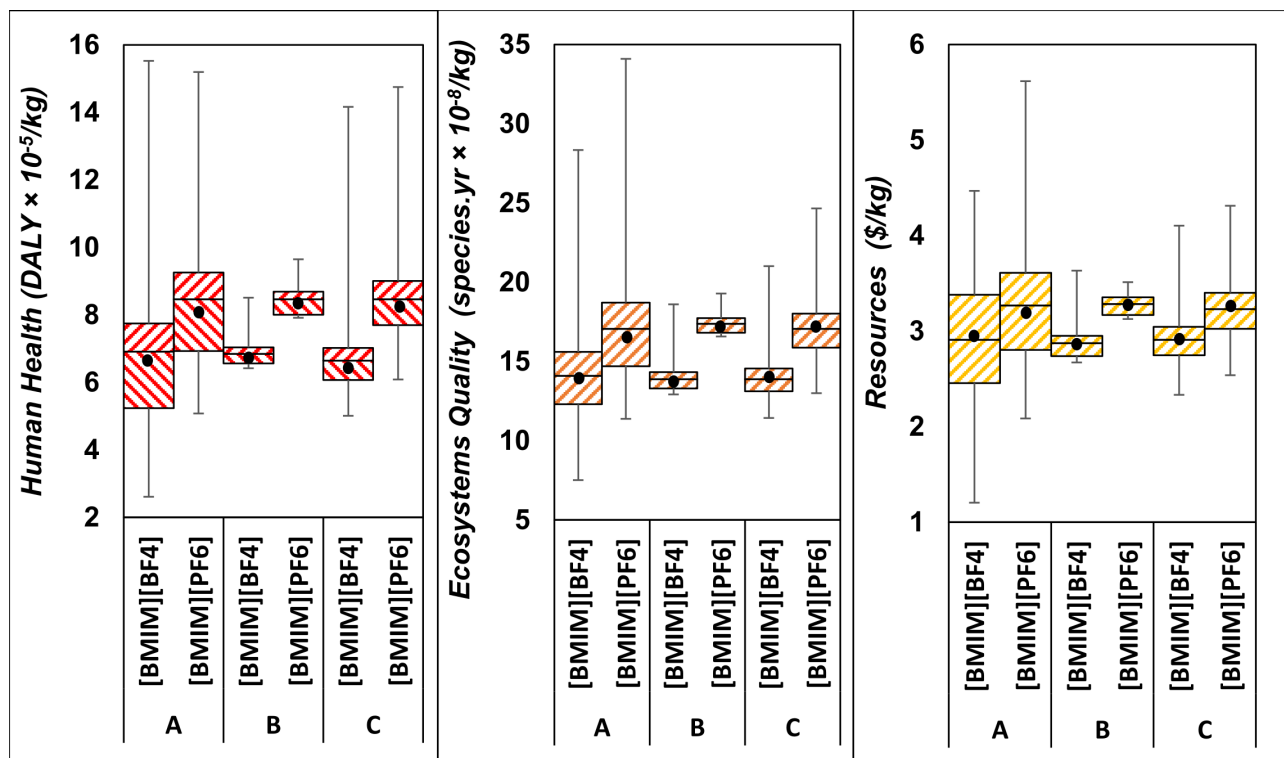 Human Health (DALY × 10-5/kg)
16
14
12
10
8
6
4
2
[BMIM][BF4]
[BMIM][PF6]
[BMIM][BF4]
[BMIM][PF6]
[BMIM][BF4]
[BMIM][PF6]
A
B
C
Ecosystems Quality (species.yr × 10-8/kg)
35
30
25
20
15
10
5
[BMIM][BF4]
[BMIM][PF6]
[BMIM][BF4]
[BMIM][PF6]
[BMIM][BF4]
[BMIM][PF6]
A
B
C
Resources ($/kg)
6
5
4
3
2
1
[BMIM][BF4]
[BMIM][PF6]
[BMIM][BF4]
[BMIM][PF6]
[BMIM][BF4]
[BMIM][PF6]
A
B
C